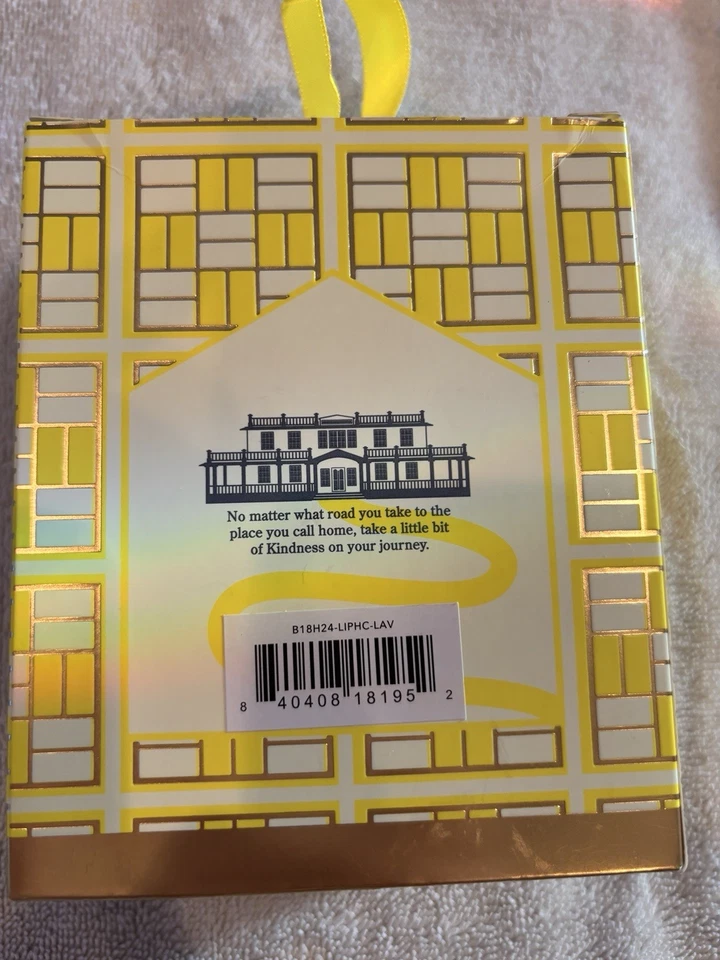 No matter what road you take to the
place you call home, take a little bit
of Kindness on your journey.
B18H24-LIPHC-LAV
8 40408 18195 2